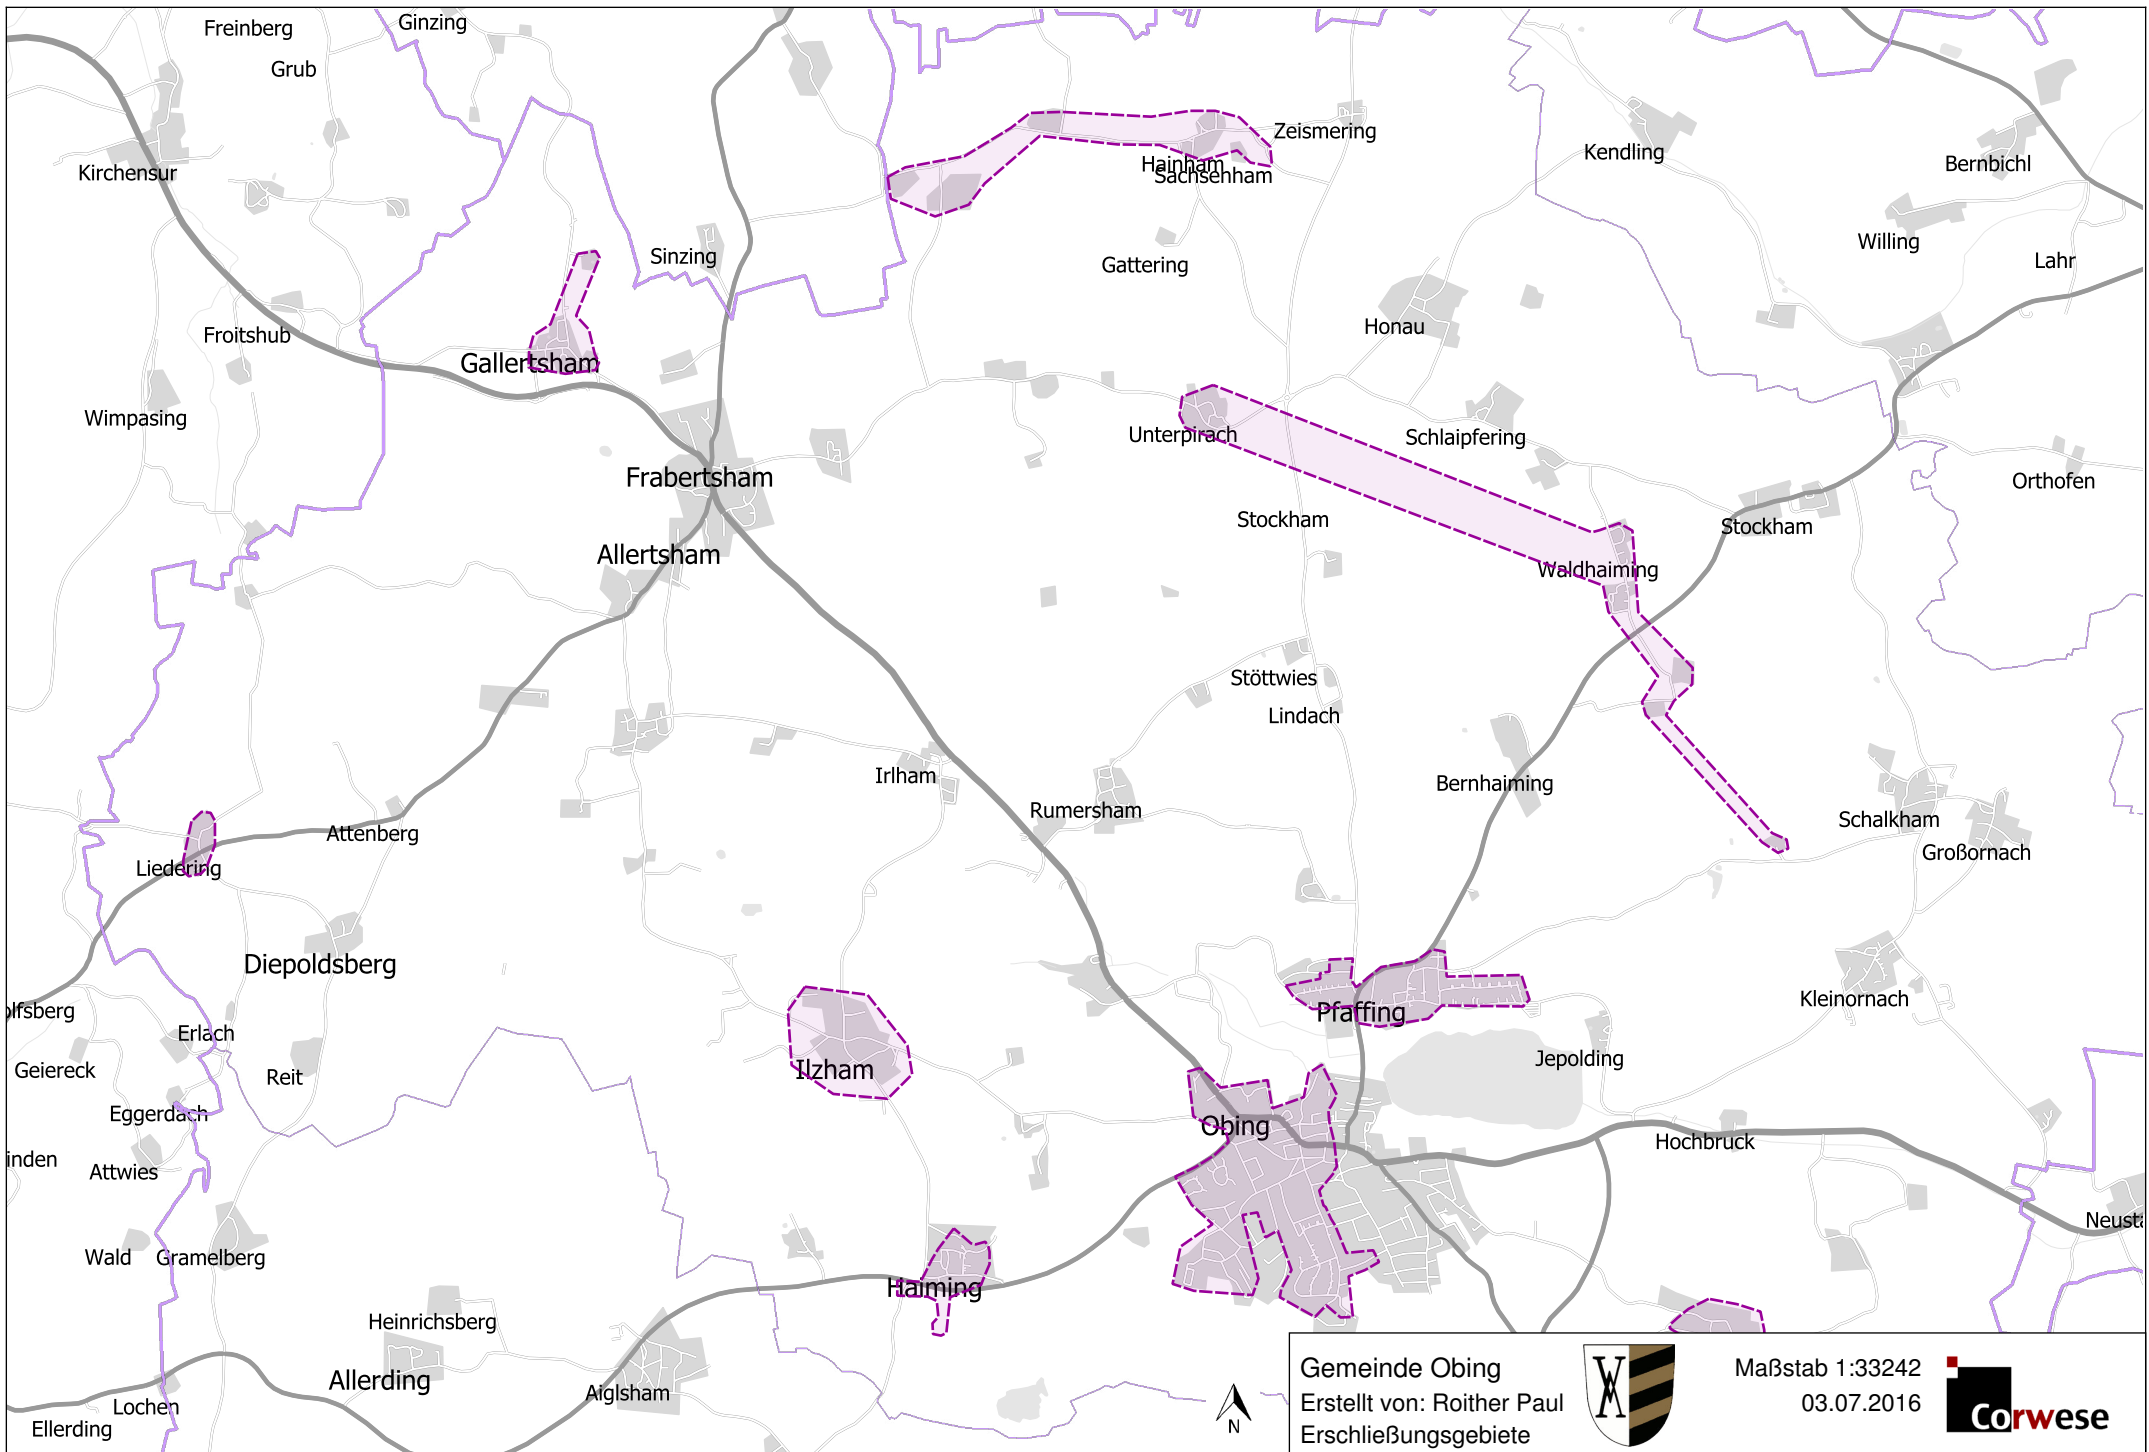 Freinberg
Ginzing
Grub
Kirchensur
Zeismering
Hainham
Sachsenham
Kendling
Bernbichl
Willing
Lahr
Sinzing
Gattering
Froitshub
Honau
Gallertsham
Wimpasing
Unterpirach
Schlaipfering
Frabertsham
Orthofen
Stockham
Stockham
Allertsham
Waldhaiming
Stöttwies
Lindach
Irlham
Bernhaiming
Rumersham
Schalkham
Attenberg
Großornach
Liedering
Diepoldsberg
Kleinornach
olfsberg
Pfaffing
Erlach
Geiereck
Reit
Ilzham
Jepolding
Eggerdach
Obing
Hochbruck
inden
Attwies
Neusta
Wald
Gramelberg
Haiming
Heinrichsberg
Allerding
Aiglsham
Lochen
Ellerding
N
Gemeinde Obing
Erstellt von: Roither Paul
Erschließungsgebiete
Maßstab 1:33242
03.07.2016
Corwese